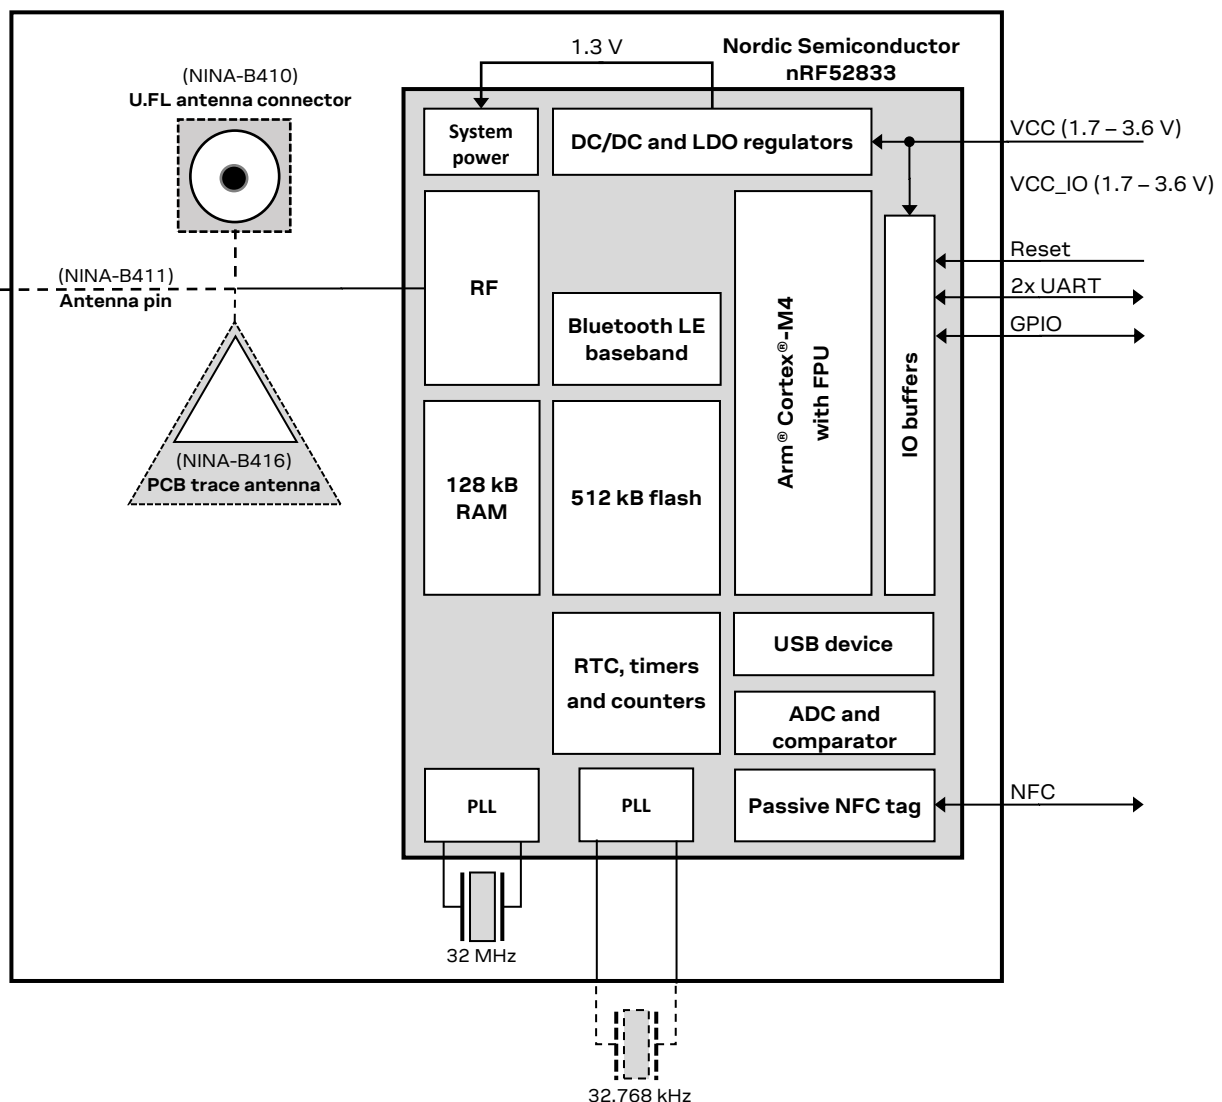 1.3 V
Nordic Semiconductor
nRF52833
(NINA-B410)
U.FL antenna connector
System
power
DC/DC and LDO regulators
VCC (1.7 – 3.6 V)
VCC_IO (1.7 – 3.6 V)
Reset
2x UART
GPIO
(NINA-B411)
Antenna pin
RF
Bluetooth LE
baseband
Arm® Cortex®-M4
with FPU
IO buffers
(NINA-B416)
PCB trace antenna
128 kB
RAM
512 kB flash
RTC, timers
and counters
USB device
ADC and
comparator
PLL
PLL
Passive NFC tag
NFC
32 MHz
32.768 kHz